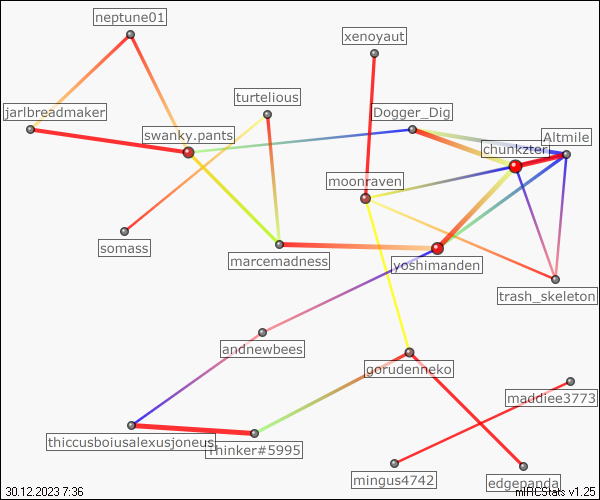 neptune01
xenoyaut
turtelious
jarlbreadmaker
Dogger_Dig
swanky.pants
Altmile
chunkzter
moonraven
somass
marcemadness
yoshimanden
trash_skeleton
andnewbees
gorudenneko
maddiee3773
thiccusboiusalexusjoneus
Thinker#5995
mingus4742
edgepanda
30.12.2023 7:36
mIRCStats v1.25